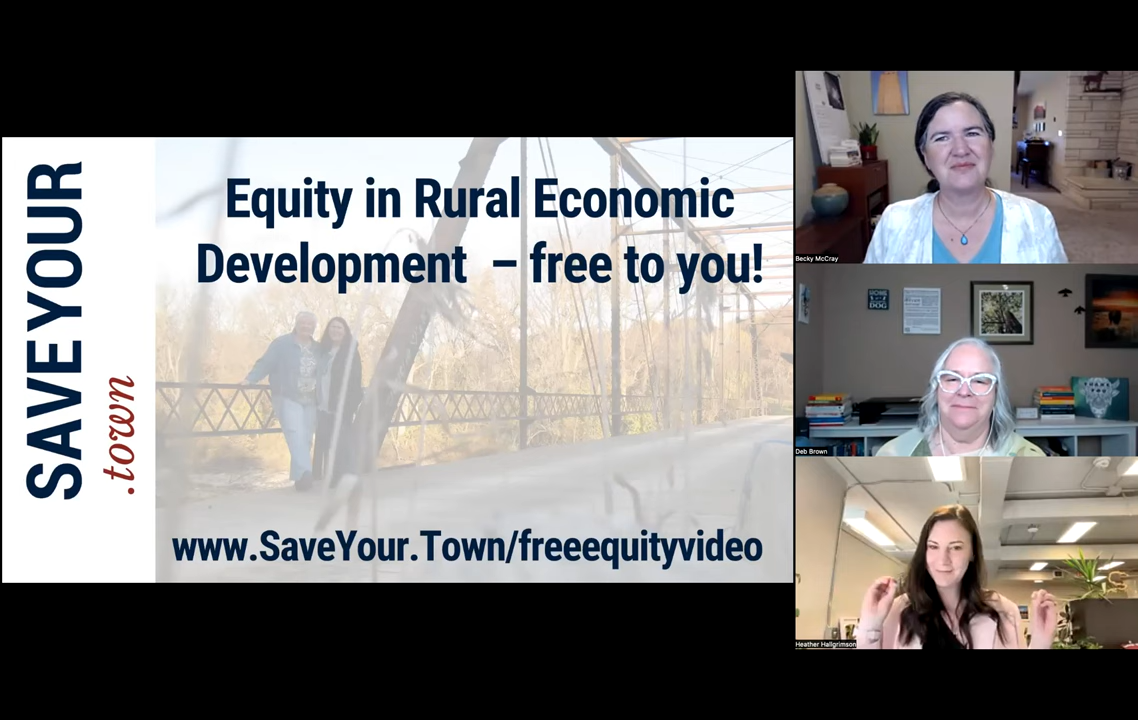 SAVE YOUR
.town
Equity in Rural Economic
Development – free to you!
www.SaveYour.Town/freeequityvideo
Becky McCray
Deb Brown
Heather Hallgrimson